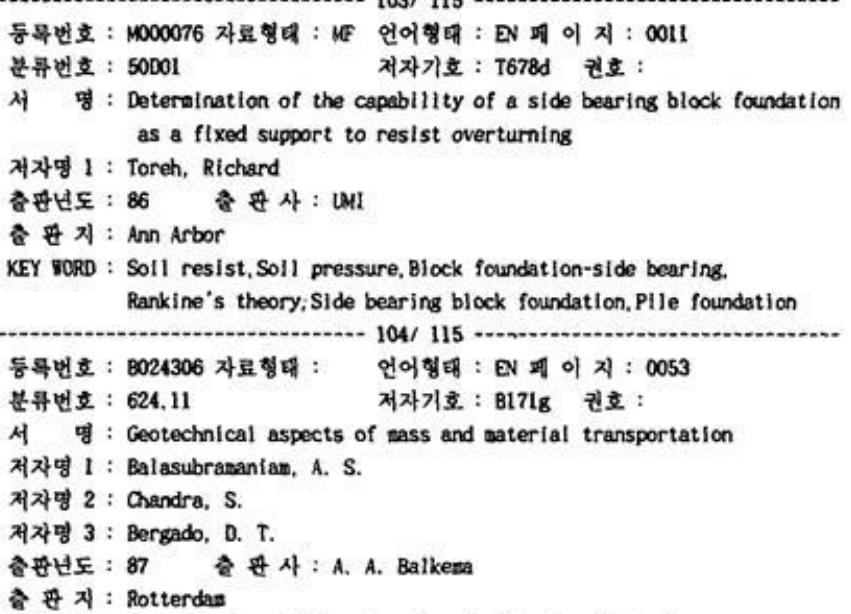 ---------------------------------- 103/ 115 ----------------------------------
등록번호 : M000076 자료형태 : MF 언어형태 : EN 페 이 지 : 0011
분류번호 : 50D01 저자기호 : T678d 권호 :
서 명 : Determination of the capability of a side bearing block foundation
as a fixed support to resist overturning
저자명 1 : Toreh, Richard
출판년도 : 86 출 판 사 : UMI
출 판 지 : Ann Arbor
KEY WORD : Soil resist,Soil pressure,Block foundation-side bearing,
Rankine's theory,Side bearing block foundation,Pile foundation
---------------------------------- 104/ 115 ----------------------------------
등록번호 : B024306 자료형태 : 언어형태 : EN 페 이 지 : 0053
분류번호 : 624.11 저자기호 : B171g 권호 :
서 명 : Geotechnical aspects of mass and material transportation
저자명 1 : Balasubramaniam, A. S.
저자명 2 : Chandra, S.
저자명 3 : Bergado, D. T.
출판년도 : 87 출 판 사 : A. A. Balkema
출 판 지 : Rotterdam